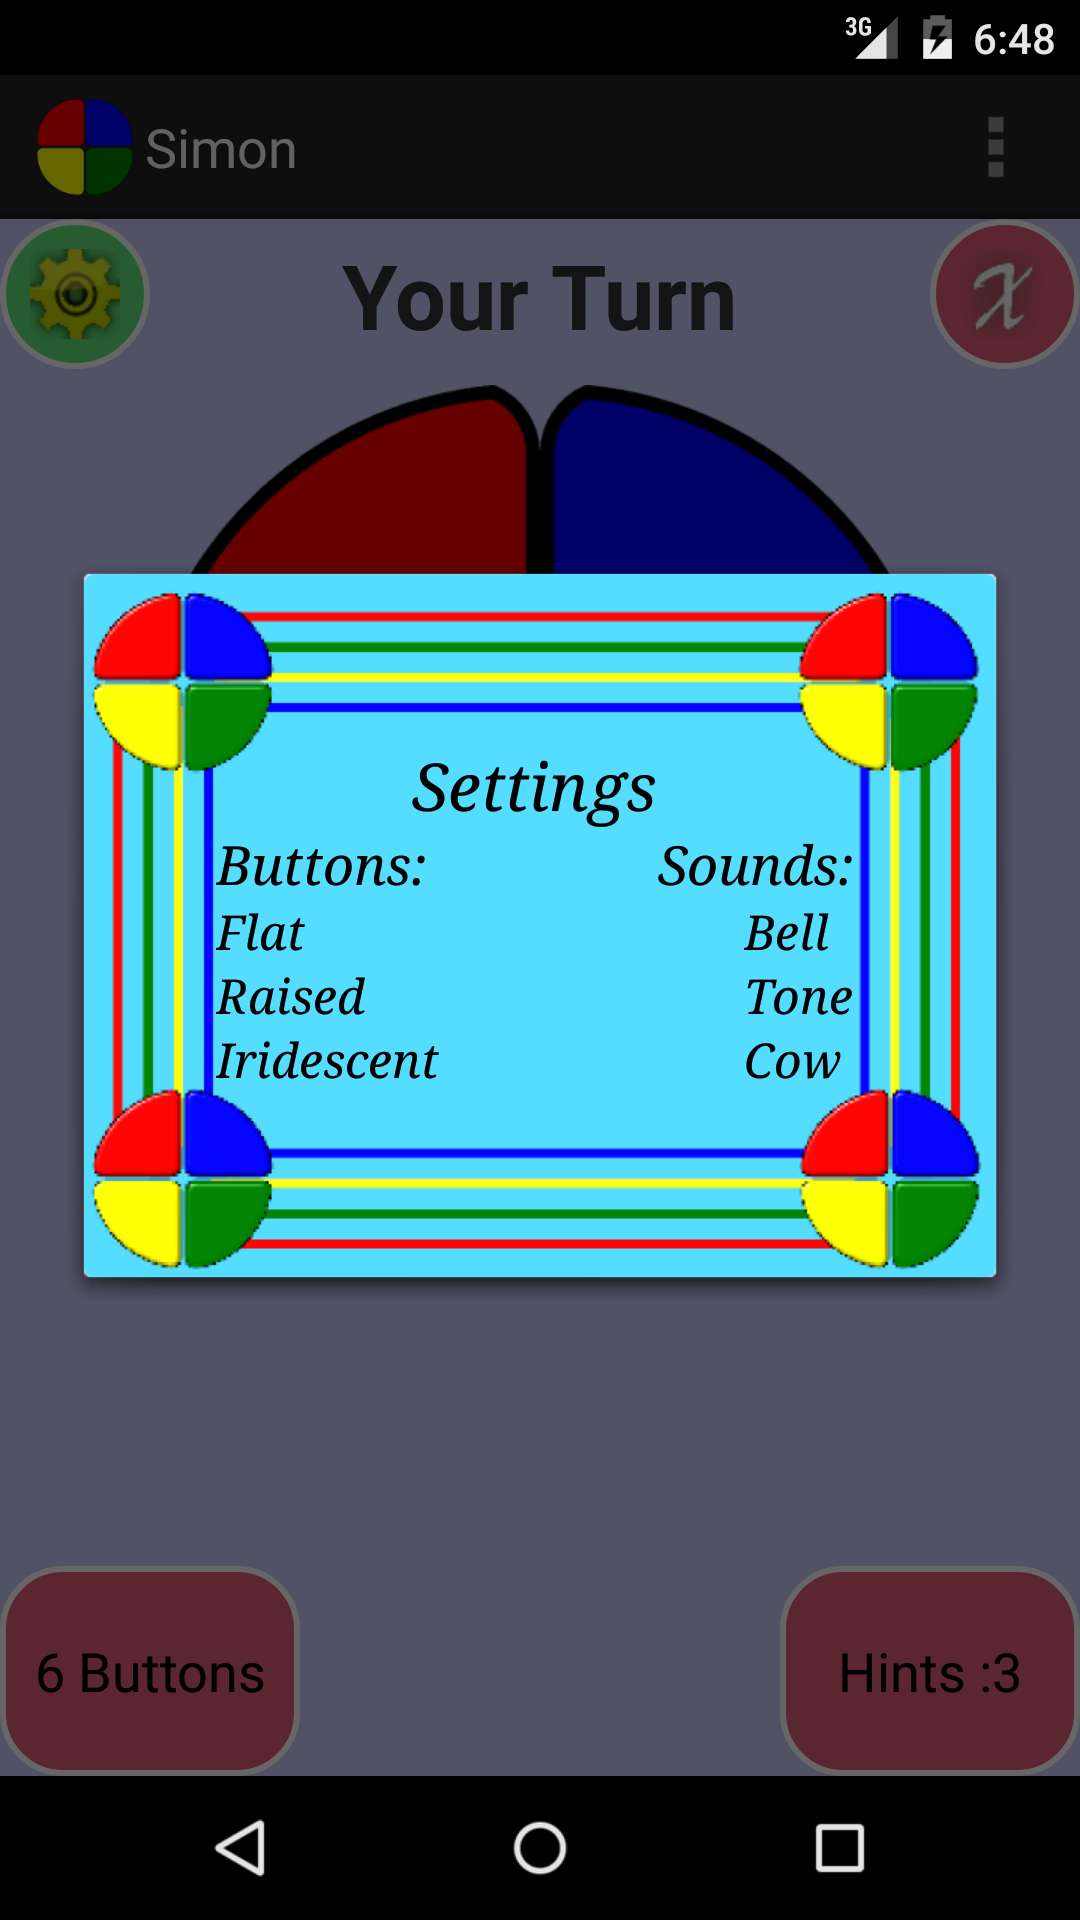 3G 6:48
Simon
Your Turn
X
Settings
Buttons: Sounds:
Flat Bell
Raised Tone
Iridescent Cow
6 Buttons Hints :3